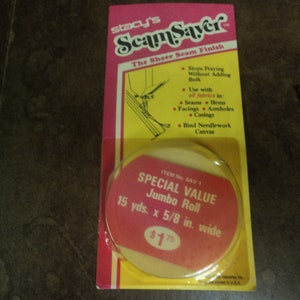 stacy's
SeamSaver
The Sheer Seam Finish
• Stops Fraying
Without Adding
Bulk
• Use with
all fabrics in:
• Seams • Hems
• Facings • Armholes
• Casings
• Bind Needlework
Canvas
ITEM No. SAV-1
SPECIAL VALUE
Jumbo Roll
15 yds. x 5/8 in. wide
$1.75